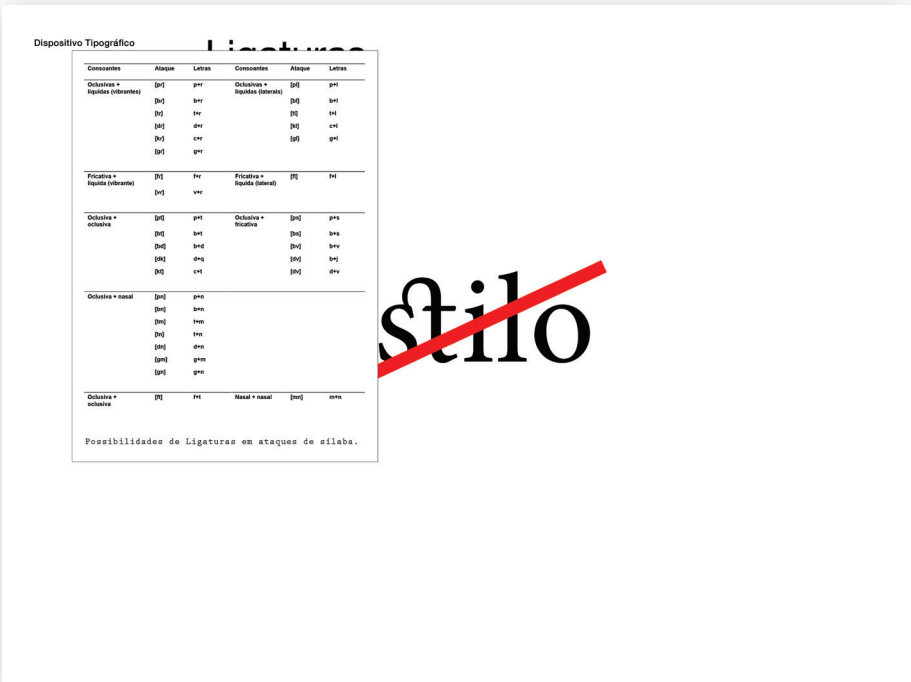 Dispositivo Tipográfico
Ligaturas
Consoantes Ataque Letras Consoantes Ataque Letras
Oclusivas + [pr] p+r Oclusivas + [pl] p+l
líquidas (vibrantes) líquidas (laterais)
[br] b+r [bl] b+l
[tr] t+r [tl] t+l
[dr] d+r [kl] c+l
[kr] c+r [gl] g+l
[gr] g+r
Fricativa + [fr] f+r Fricativa + [fl] f+l
líquida (vibrante) líquida (lateral)
[vr] v+r
Oclusiva + [pt] p+t Oclusiva + [ps] p+s
oclusiva fricativa
[bt] b+t [bs] b+s
[bd] b+d [bv] b+v
[dk] d+q [dv] b+j
[kt] c+t [dv] d+v
Oclusiva + nasal [pn] p+n
[bn] b+n
[tm] t+m
[tn] t+n
[dn] d+n
[gm] g+m
[gn] g+n
Oclusiva + [ft] f+t Nasal + nasal [mn] m+n
oclusiva
Possibilidades de Ligaturas em ataques de sílaba.
stilo